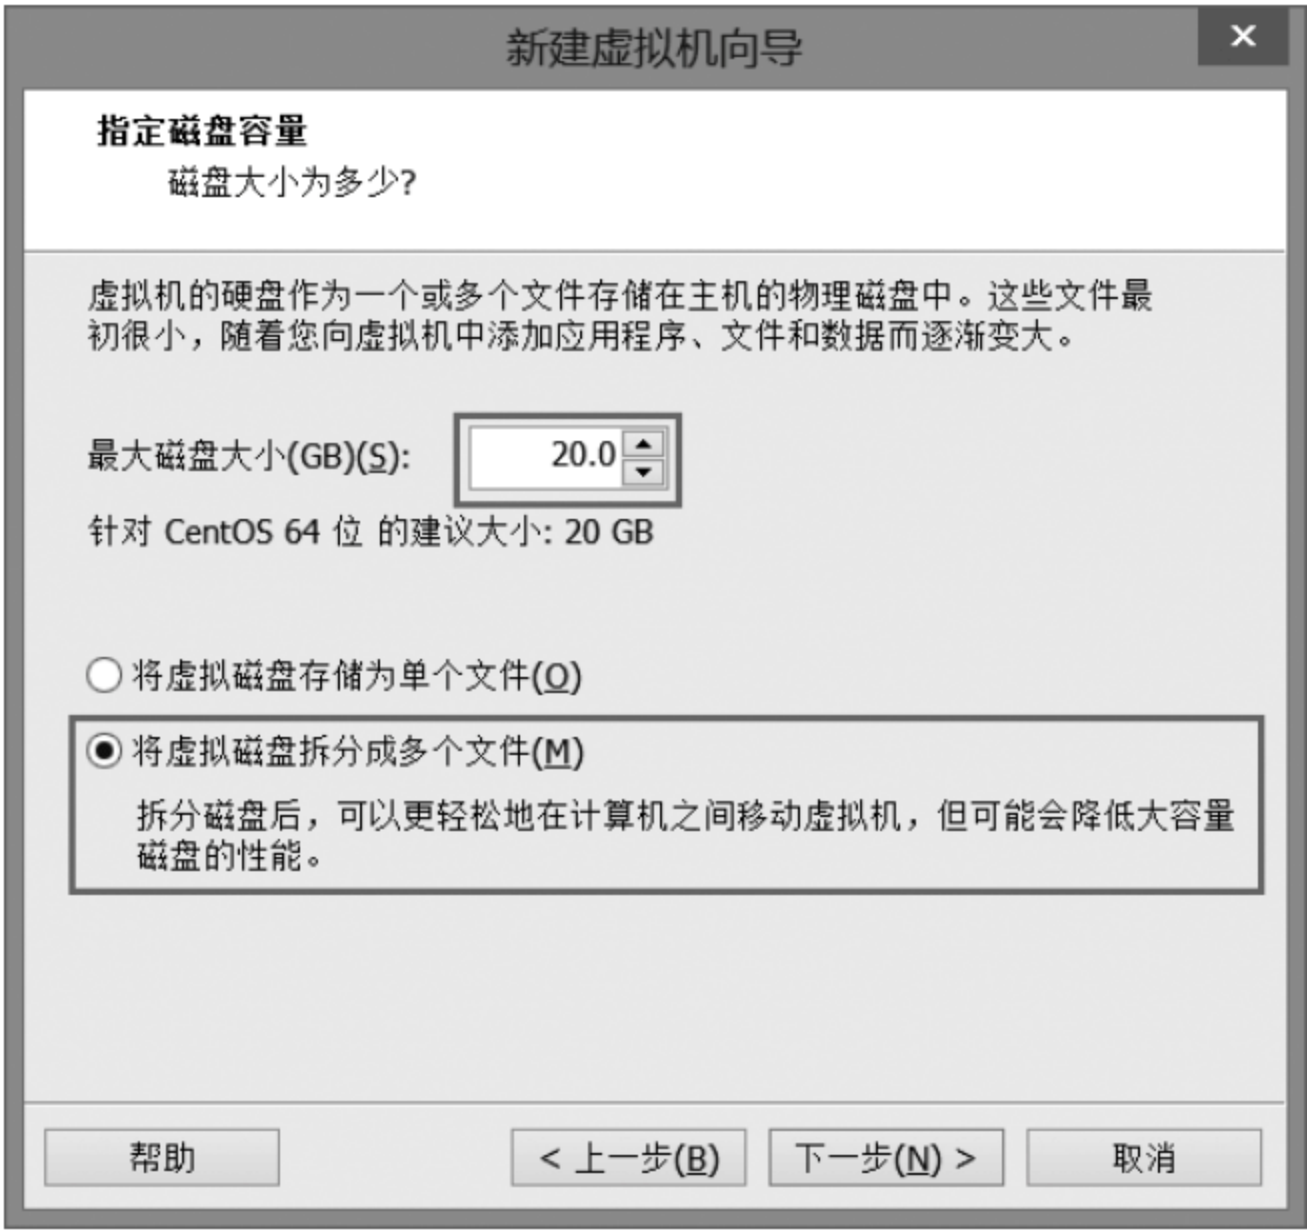 新建虚拟机向导
×
指定磁盘容量
磁盘大小为多少?
虚拟机的硬盘作为一个或多个文件存储在主机的物理磁盘中。这些文件最
初很小，随着您向虚拟机中添加应用程序、文件和数据而逐渐变大。
最大磁盘大小(GB)(S): 20.0
针对 CentOS 64 位 的建议大小: 20 GB
将虚拟磁盘存储为单个文件(O)
将虚拟磁盘拆分成多个文件(M)
拆分磁盘后，可以更轻松地在计算机之间移动虚拟机，但可能会降低大容量
磁盘的性能。
帮助 < 上一步(B) 下一步(N) > 取消